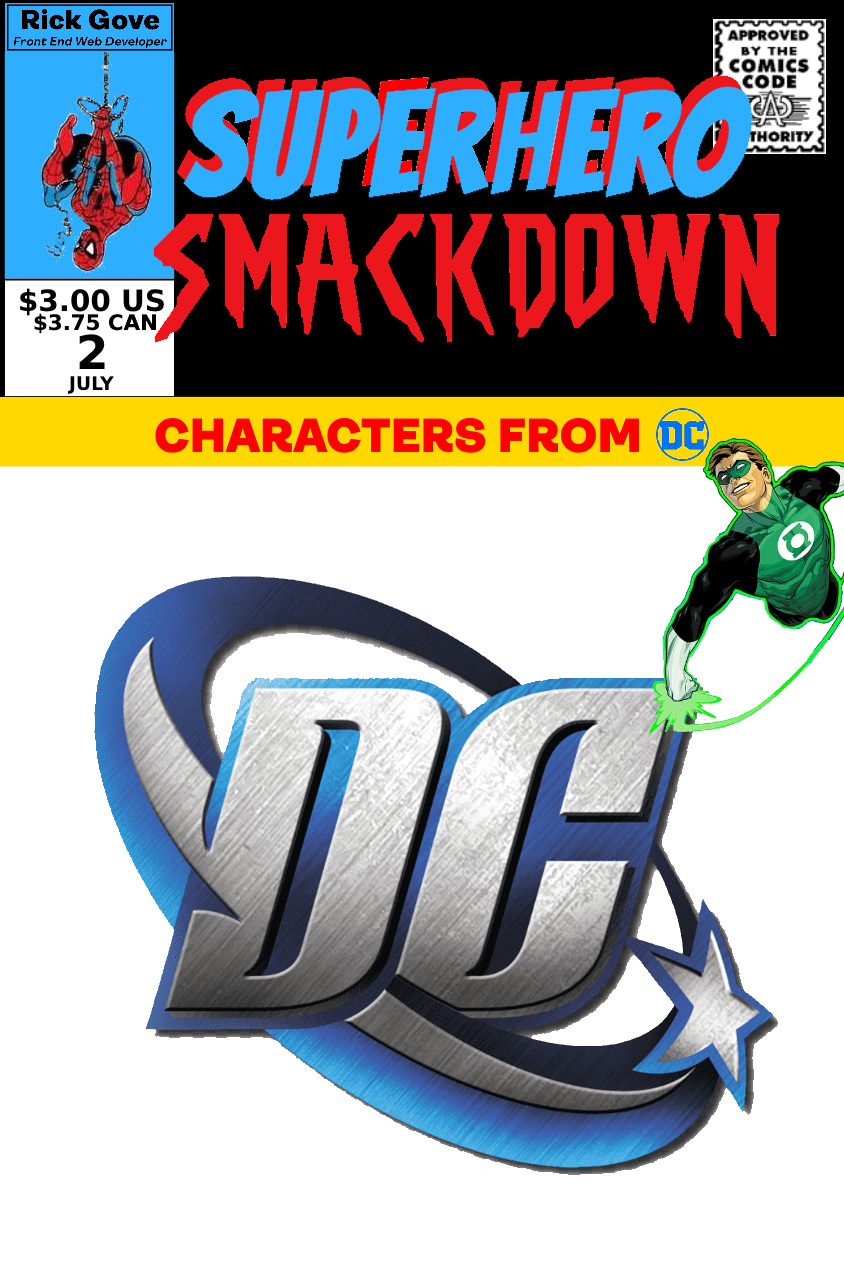 Rick Gove
Front End Web Developer
APPROVED
BY THE
COMICS
CODE
AUTHORITY
SUPERHERO
SMACKDOWN
$3.00 US
$3.75 CAN
2
JULY
CHARACTERS FROM DC
DC